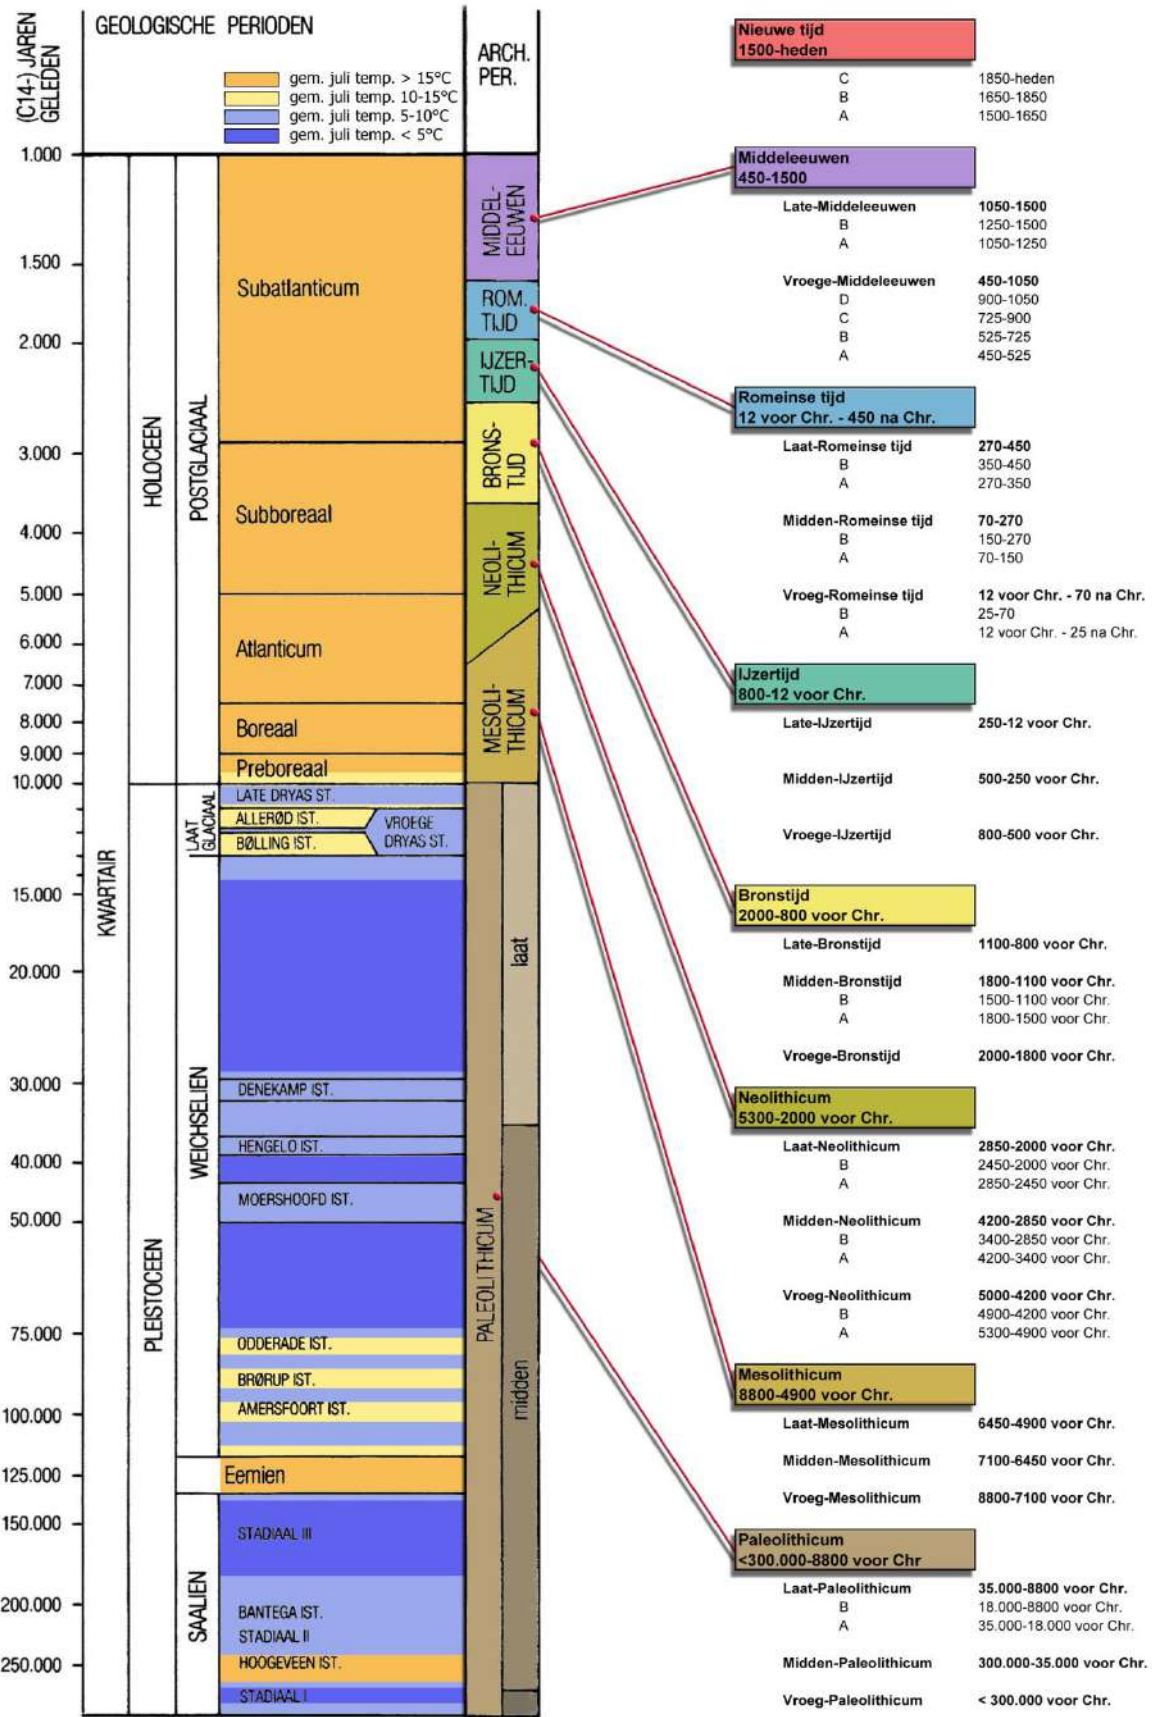 (C14-) JAREN
GELEDEN
GEOLOGISCHE PERIODEN
gem. juli temp. > 15°C
gem. juli temp. 10-15°C
gem. juli temp. 5-10°C
gem. juli temp. < 5°C
ARCH.
PER.
1.000
1.500
2.000
3.000
4.000
5.000
6.000
7.000
8.000
9.000
10.000
15.000
20.000
30.000
40.000
50.000
75.000
100.000
125.000
150.000
200.000
250.000
KWARTAIR
HOLOCEEN
PLEISTOCEEN
POSTGLACIAAL
LAAT
GLACIAAL
WEICHSELIEN
SAALIEN
Subatlanticum
Subboreaal
Atlanticum
Boreaal
Preboreaal
LATE DRYAS ST.
ALLERØD IST.
VROEGE
DRYAS ST.
BØLLING IST.
DENEKAMP IST.
HENGELO IST.
MOERSHOOFD IST.
ODDERADE IST.
BRØRUP IST.
AMERSFOORT IST.
Eemien
STADIAAL III
BANTEGA IST.
STADIAAL II
HOOGEVEEN IST.
STADIAAL I
MIDDEL-
EEUWEN
ROM.
TIJD
IJZER-
TIJD
BRONS-
TIJD
NEOLI-
THICUM
MESOLI-
THICUM
PALEOLITHICUM
laat
midden
Nieuwe tijd
1500-heden
C 1850-heden
B 1650-1850
A 1500-1650
Middeleeuwen
450-1500
Late-Middeleeuwen 1050-1500
B 1250-1500
A 1050-1250
Vroege-Middeleeuwen 450-1050
D 900-1050
C 725-900
B 525-725
A 450-525
Romeinse tijd
12 voor Chr. - 450 na Chr.
Laat-Romeinse tijd 270-450
B 350-450
A 270-350
Midden-Romeinse tijd 70-270
B 150-270
A 70-150
Vroeg-Romeinse tijd 12 voor Chr. - 70 na Chr.
B 25-70
A 12 voor Chr. - 25 na Chr.
IJzertijd
800-12 voor Chr.
Late-IJzertijd 250-12 voor Chr.
Midden-IJzertijd 500-250 voor Chr.
Vroege-IJzertijd 800-500 voor Chr.
Bronstijd
2000-800 voor Chr.
Late-Bronstijd 1100-800 voor Chr.
Midden-Bronstijd 1800-1100 voor Chr.
B 1500-1100 voor Chr.
A 1800-1500 voor Chr.
Vroege-Bronstijd 2000-1800 voor Chr.
Neolithicum
5300-2000 voor Chr.
Laat-Neolithicum 2850-2000 voor Chr.
B 2450-2000 voor Chr.
A 2850-2450 voor Chr.
Midden-Neolithicum 4200-2850 voor Chr.
B 3400-2850 voor Chr.
A 4200-3400 voor Chr.
Vroeg-Neolithicum 5000-4200 voor Chr.
B 4900-4200 voor Chr.
A 5300-4900 voor Chr.
Mesolithicum
8800-4900 voor Chr.
Laat-Mesolithicum 6450-4900 voor Chr.
Midden-Mesolithicum 7100-6450 voor Chr.
Vroeg-Mesolithicum 8800-7100 voor Chr.
Paleolithicum
<300.000-8800 voor Chr
Laat-Paleolithicum 35.000-8800 voor Chr.
B 18.000-8800 voor Chr.
A 35.000-18.000 voor Chr.
Midden-Paleolithicum 300.000-35.000 voor Chr.
Vroeg-Paleolithicum < 300.000 voor Chr.